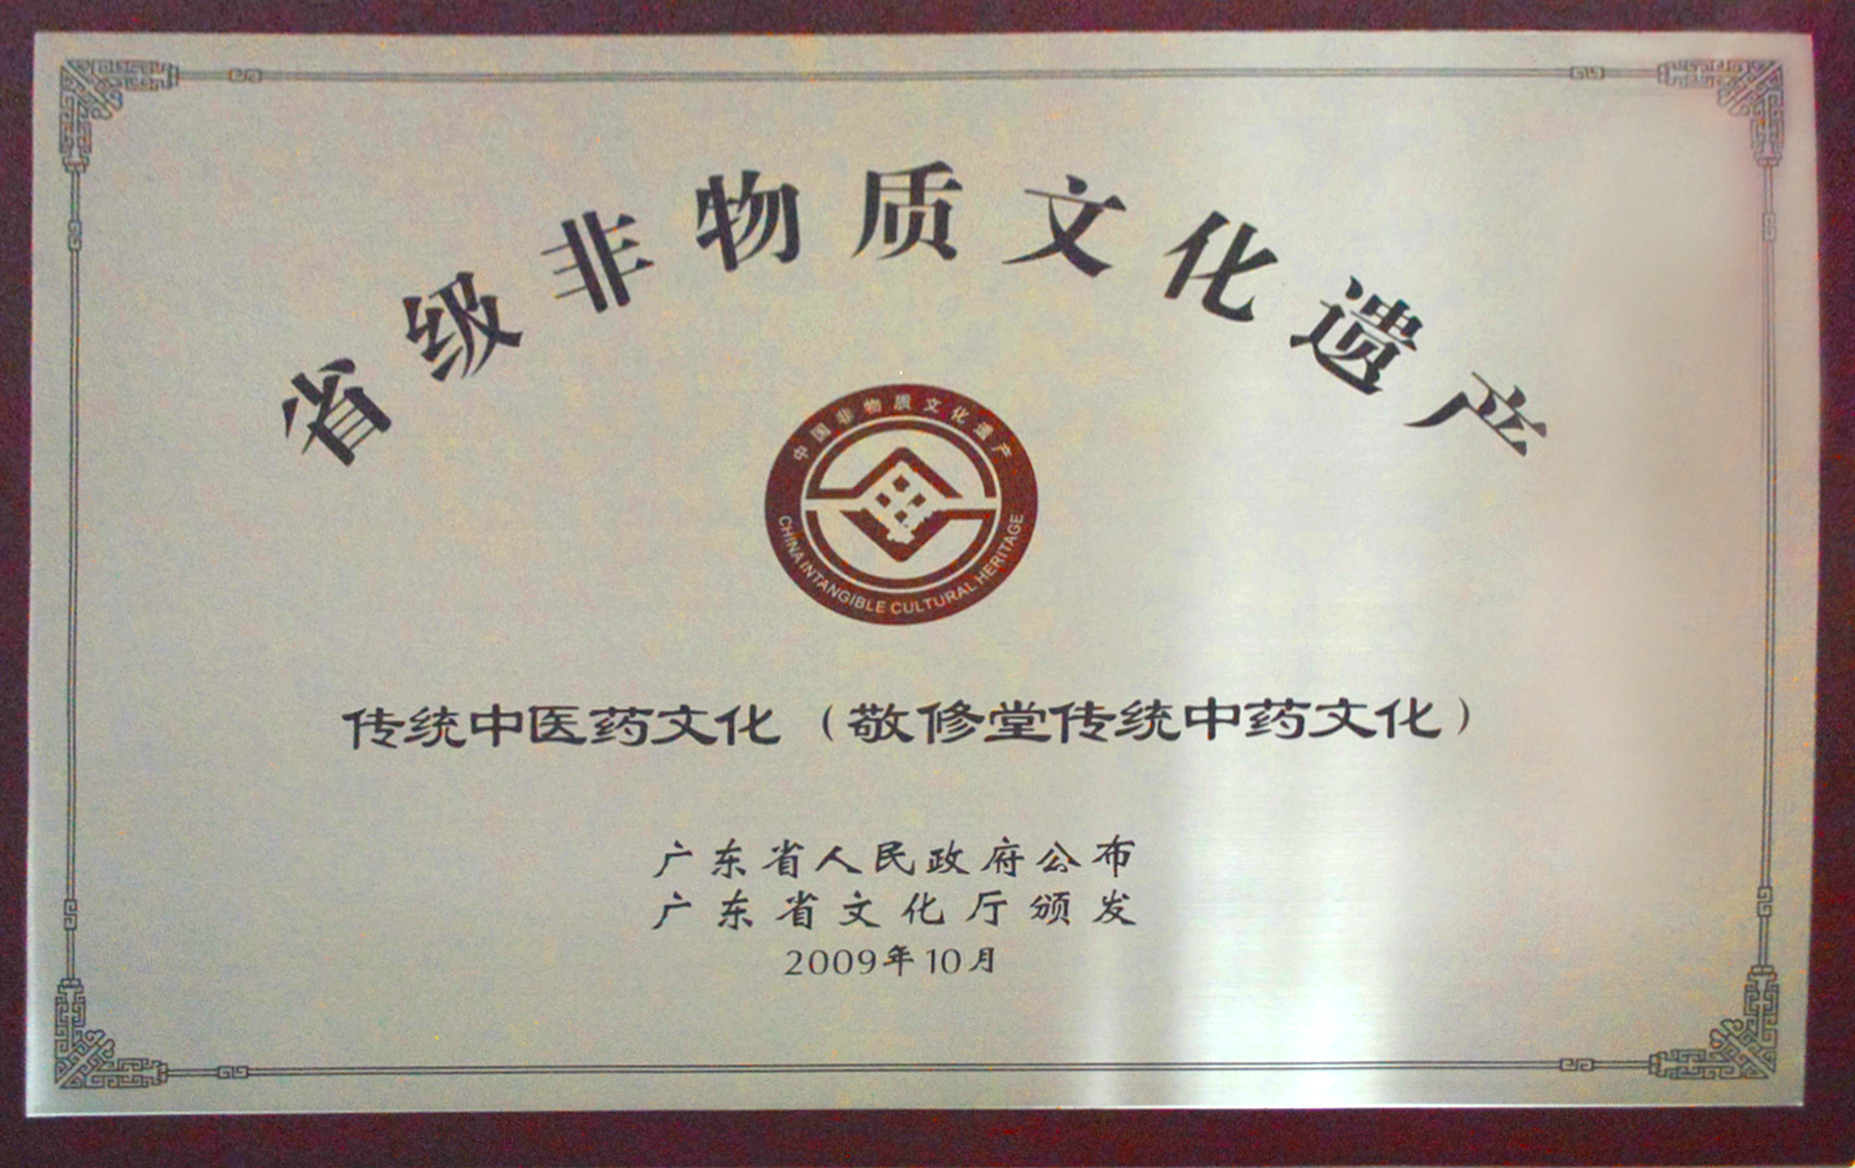 省级非物质文化遗产
中国非物质文化遗产
CHINA INTANGIBLE CULTURAL HERITAGE
传统中医药文化（敬修堂传统中药文化）
广东省人民政府公布
广东省文化厅颁发
2009年10月